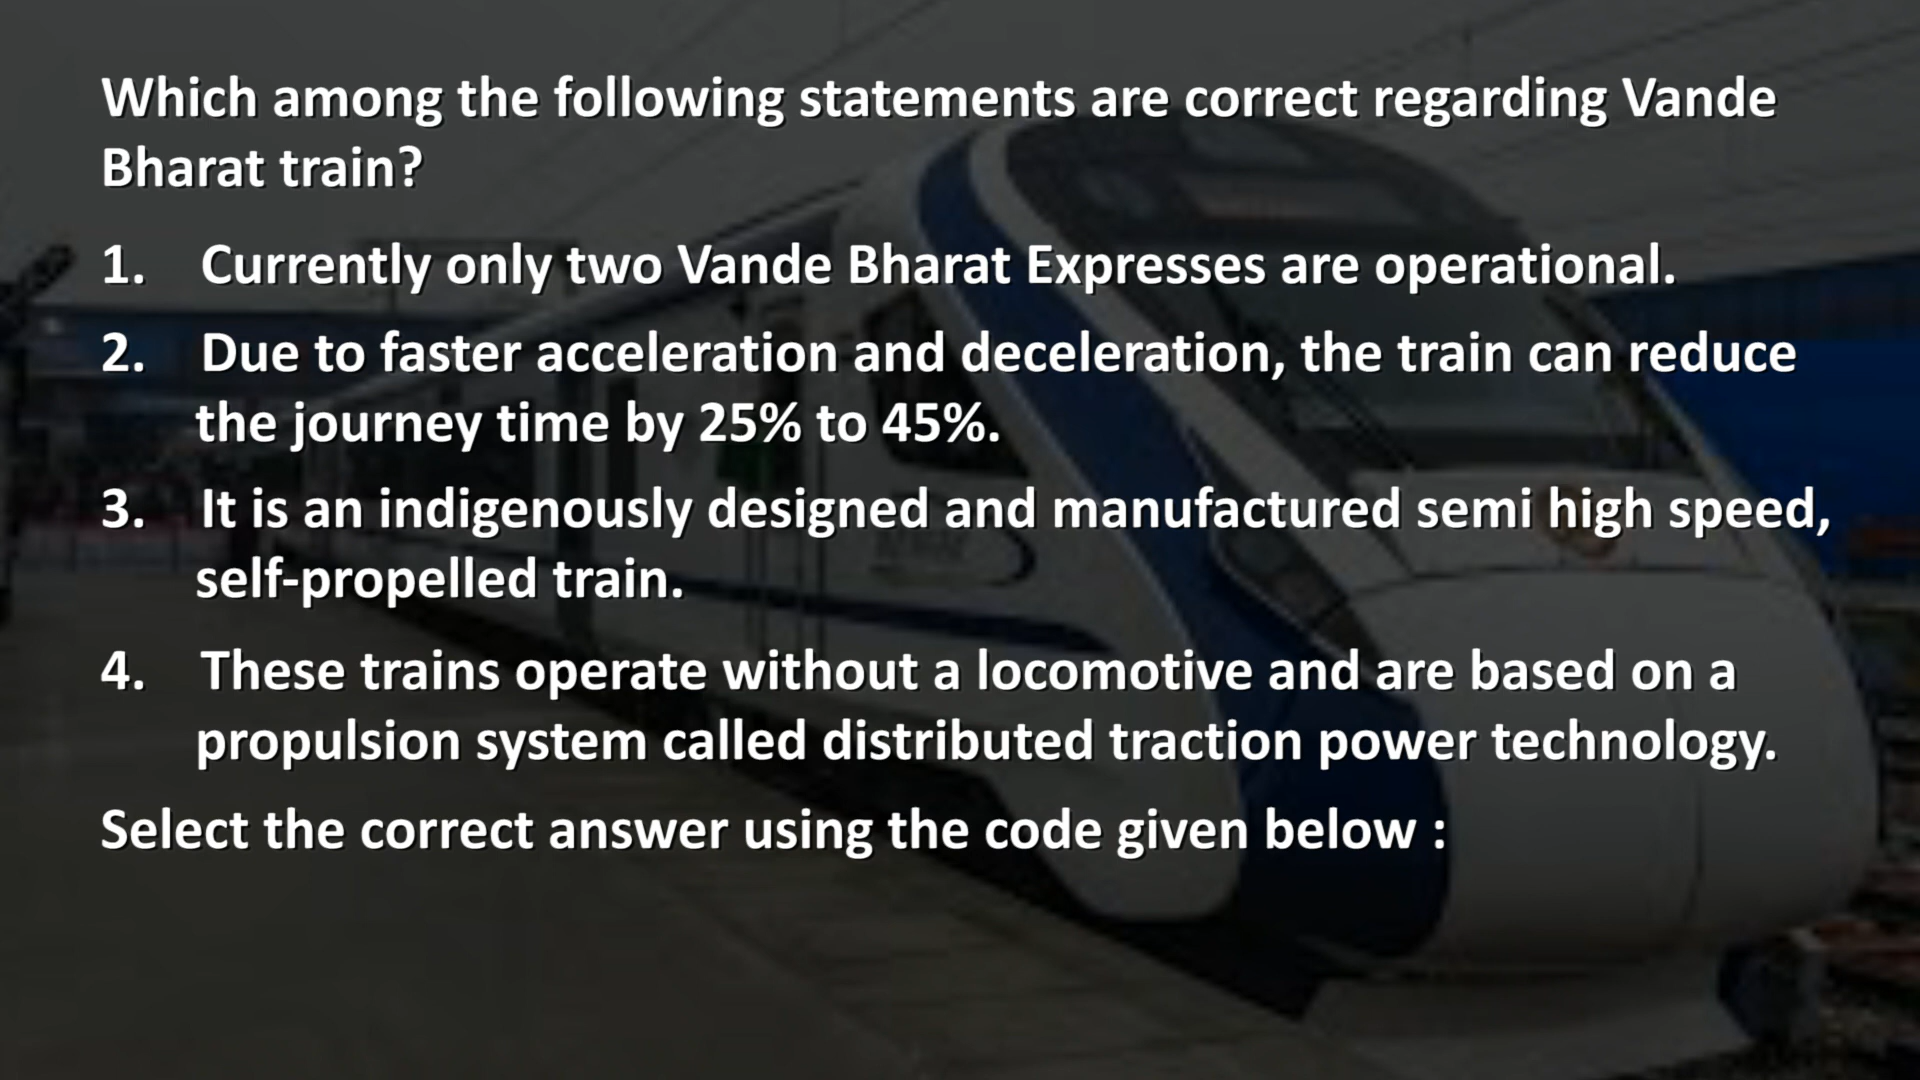 Which among the following statements are correct regarding Vande
Bharat train?
1. Currently only two Vande Bharat Expresses are operational.
2. Due to faster acceleration and deceleration, the train can reduce
the journey time by 25% to 45%.
3. It is an indigenously designed and manufactured semi high speed,
self-propelled train.
4. These trains operate without a locomotive and are based on a
propulsion system called distributed traction power technology.
Select the correct answer using the code given below :